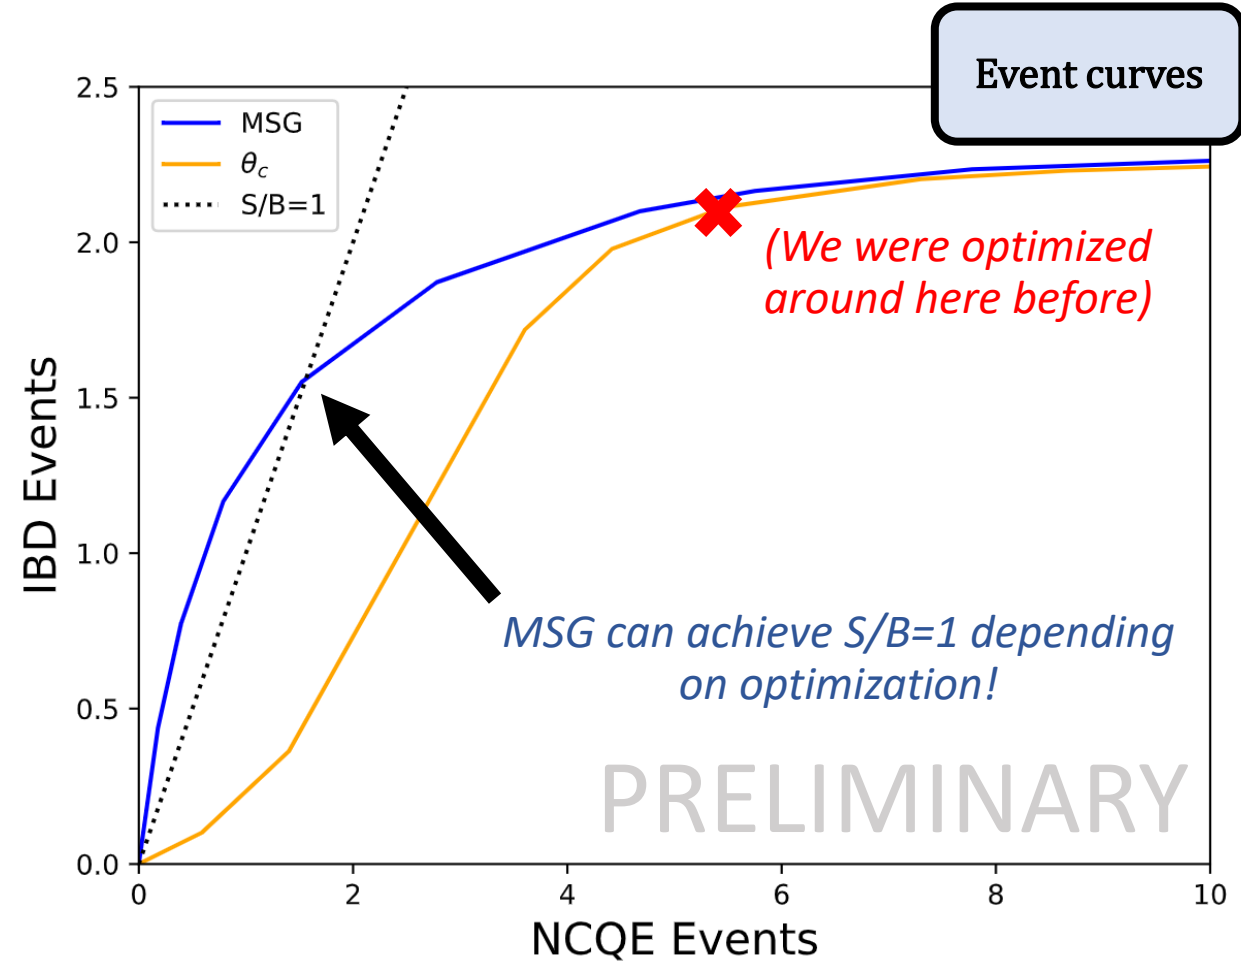 Event curves
2.5
MSG
θc
S/B=1
2.0
(We were optimized
around here before)
1.5
IBD Events
1.0
MSG can achieve S/B=1 depending
on optimization!
0.5
PRELIMINARY
0.0
0 2 4 6 8 10
NCQE Events